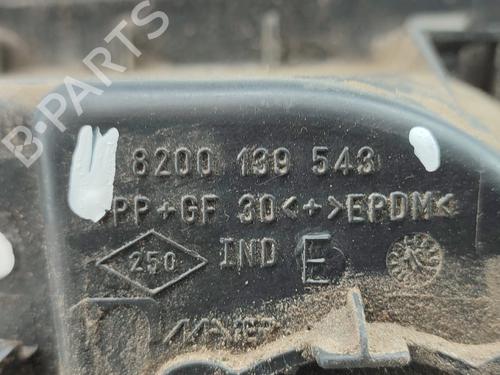 B-PARTS
8200 139 543
>PP+GF 30<+>EPDM<
250 IND E